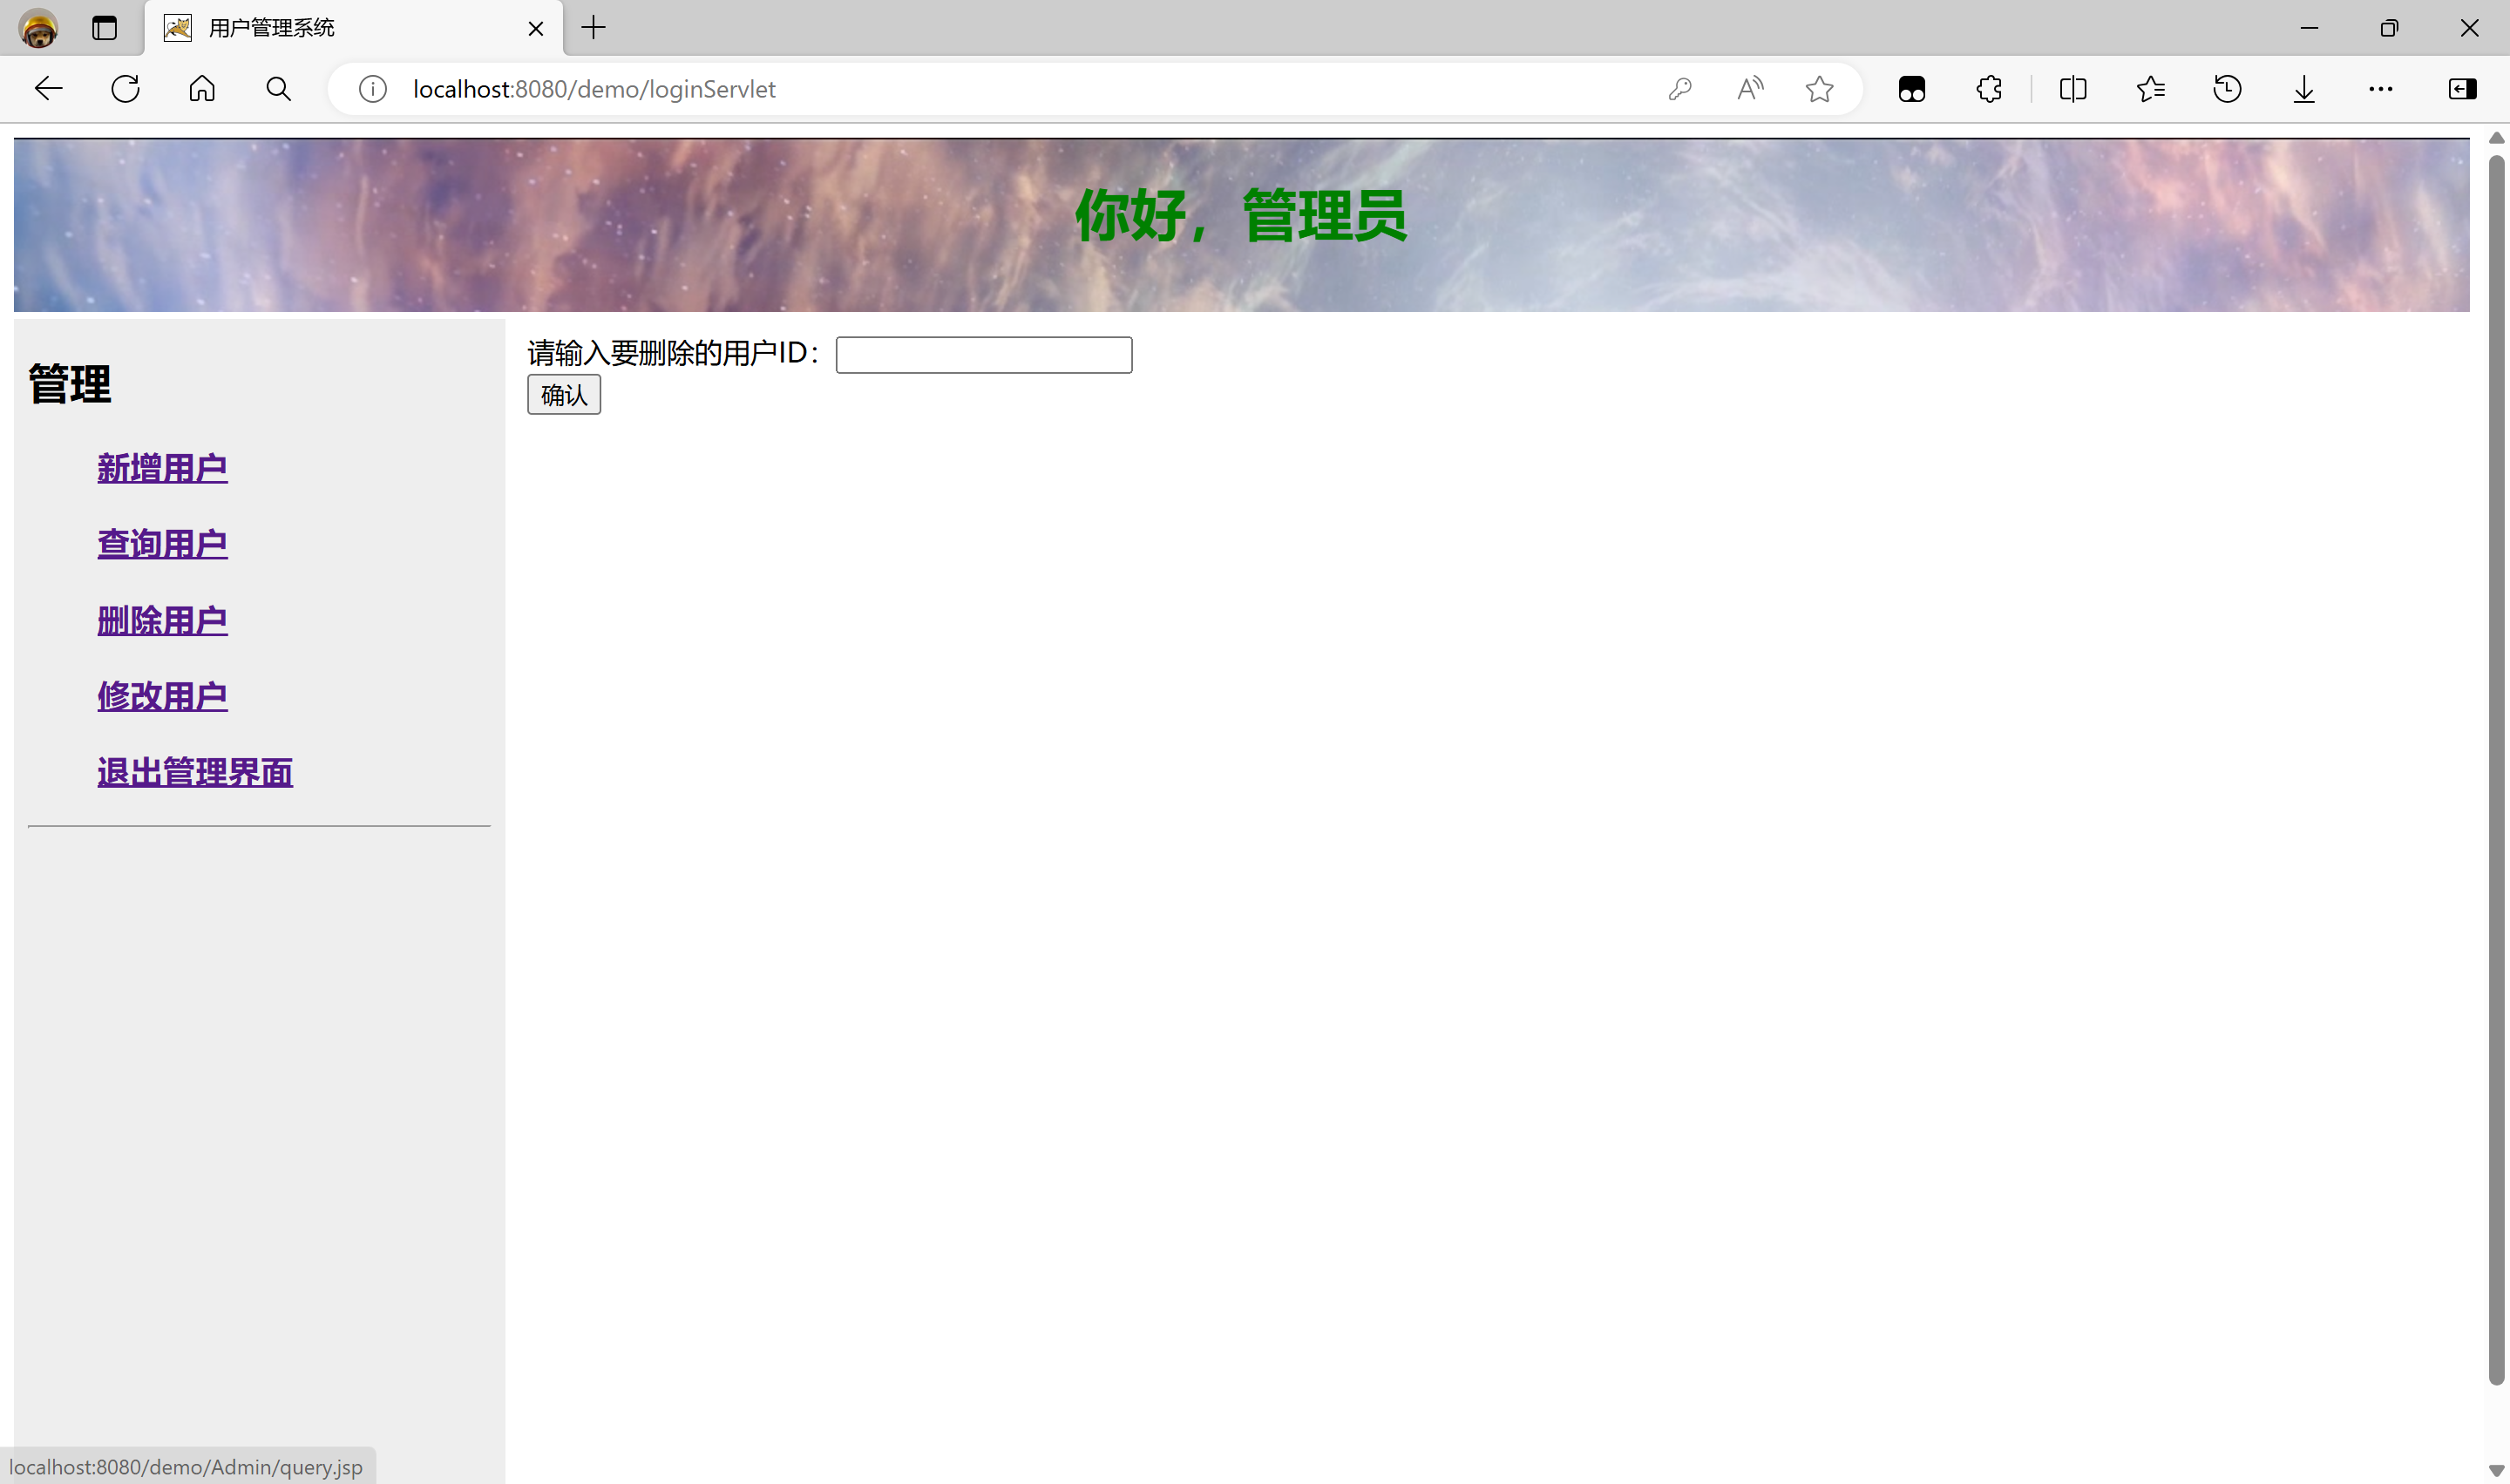 用户管理系统
localhost:8080/demo/loginServlet
你好，管理员
管理
新增用户
查询用户
删除用户
修改用户
退出管理界面
请输入要删除的用户ID：
确认
localhost:8080/demo/Admin/query.jsp